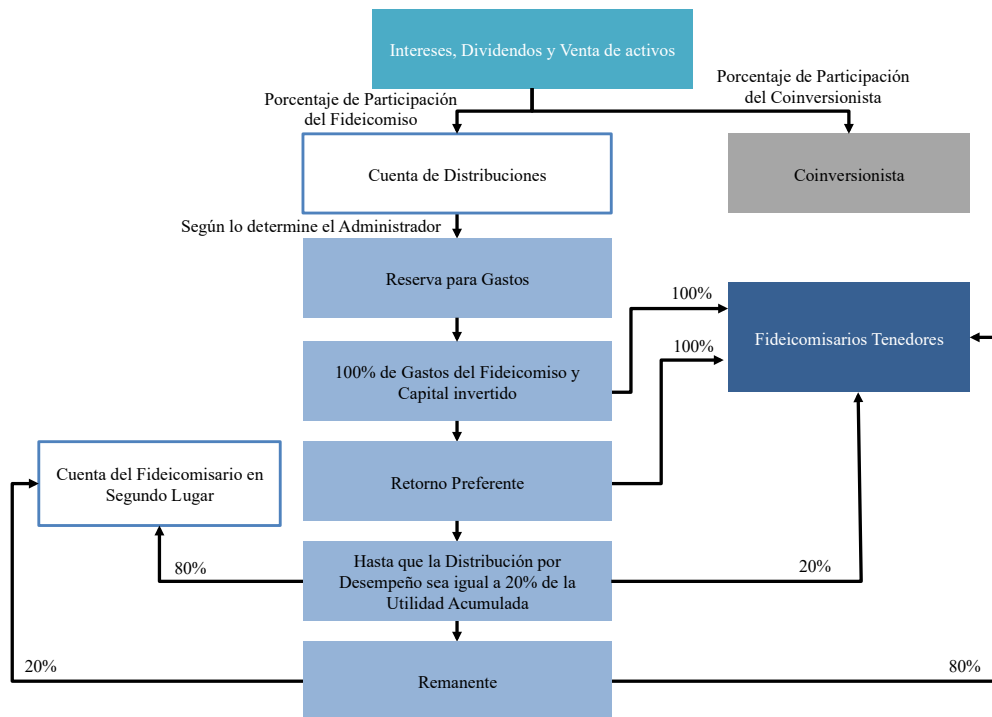 Intereses, Dividendos y Venta de activos
Porcentaje de Participación
del Fideicomiso
Porcentaje de Participación
del Coinversionista
Cuenta de Distribuciones
Coinversionista
Según lo determine el Administrador
Reserva para Gastos
100%
Fideicomisarios Tenedores
100%
100% de Gastos del Fideicomiso y
Capital invertido
Cuenta del Fideicomisario en
Segundo Lugar
Retorno Preferente
80%
Hasta que la Distribución por
Desempeño sea igual a 20% de la
Utilidad Acumulada
20%
20%
Remanente
80%